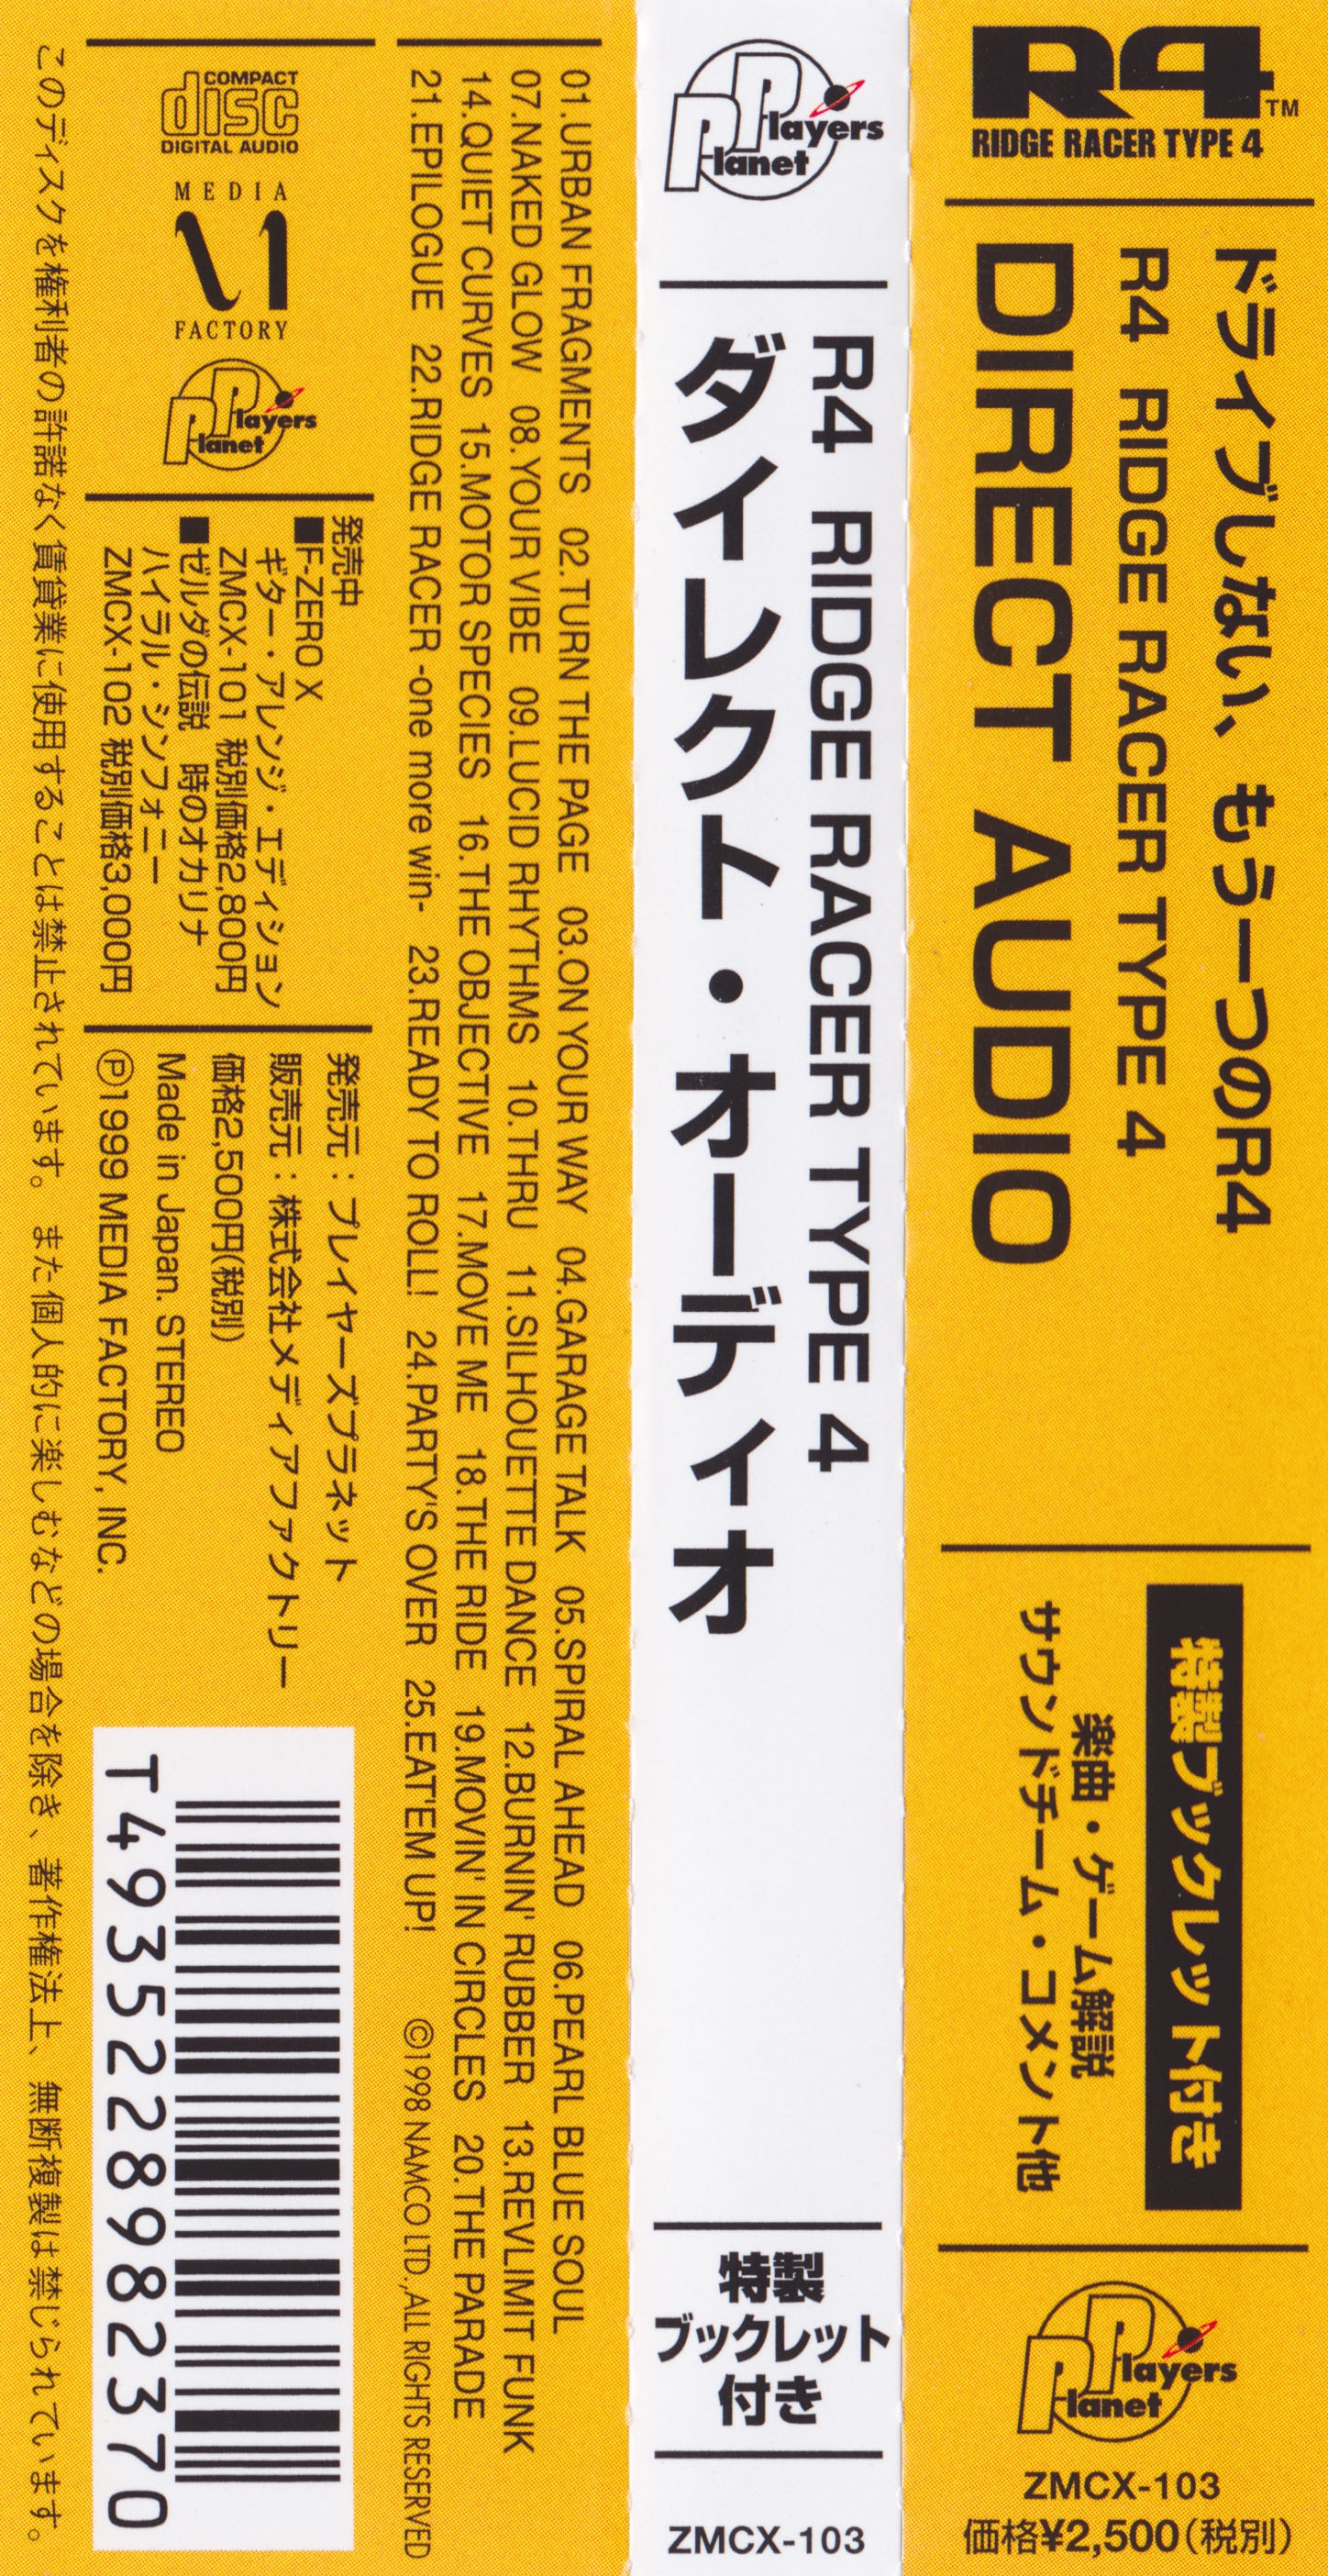 R4™
RIDGE RACER TYPE 4
ドライブしない、もう一つのR4
R4 RIDGE RACER TYPE 4
DIRECT AUDIO
特製ブックレット付き
楽曲・ゲーム解説
サウンドチーム・コメント他
Players
Planet
ZMCX-103
価格¥2,500(税別)
Players
Planet
R4 RIDGE RACER TYPE 4
ダイレクト・オーディオ
特製
ブックレット
付き
ZMCX-103
01.URBAN FRAGMENTS 02.TURN THE PAGE 03.ON YOUR WAY 04.GARAGE TALK 05.SPIRAL AHEAD 06.PEARL BLUE SOUL
07.NAKED GLOW 08.YOUR VIBE 09.LUCID RHYTHMS 10.THRU 11.SILHOUETTE DANCE 12.BURNIN' RUBBER 13.REVLIMIT FUNK
14.QUIET CURVES 15.MOTOR SPECIES 16.THE OBJECTIVE 17.MOVE ME 18.THE RIDE 19.MOVIN' IN CIRCLES 20.THE PARADE
21.EPILOGUE 22.RIDGE RACER -one more win- 23.READY TO ROLL! 24.PARTY'S OVER 25.EAT'EM UP! ©1998 NAMCO LTD.,ALL RIGHTS RESERVED
COMPACT
disc
DIGITAL AUDIO
MEDIA
FACTORY
Players
Planet
発売中
■F-ZERO X
ギター・アレンジ・エディション
ZMCX-101 税別価格2,800円
■ゼルダの伝説 時のオカリナ
ハイラル・シンフォニー
ZMCX-102 税別価格3,000円
発売元:プレイヤーズプラネット
販売元:株式会社メディアファクトリー
価格2,500円(税別)
Made in Japan. STEREO
℗1999 MEDIA FACTORY, INC.
T4935228982370
このディスクを権利者の許諾なく賃貸業に使用することは禁止されています。また個人的に楽しむなどの場合を除き、著作権法上、無断複製は禁じられています。